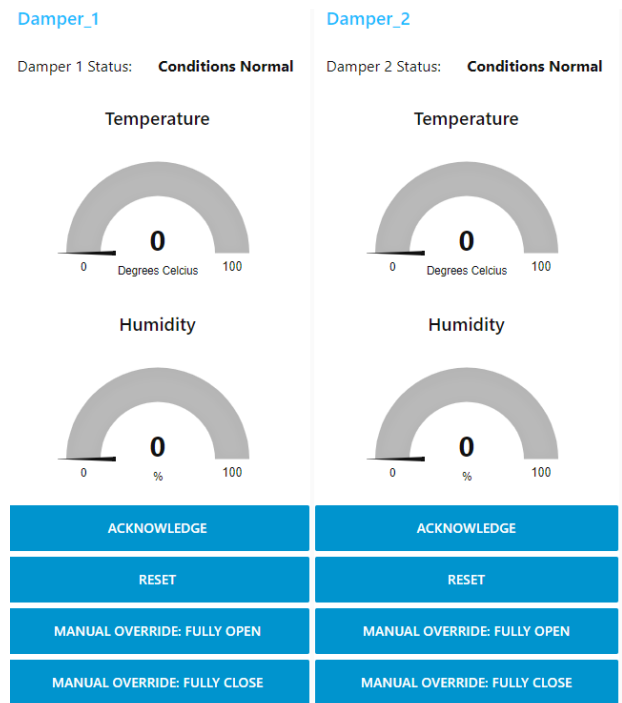 Damper_1
Damper 1 Status: Conditions Normal
Temperature
0
0 Degrees Celcius 100
Humidity
0
0 % 100
ACKNOWLEDGE
RESET
MANUAL OVERRIDE: FULLY OPEN
MANUAL OVERRIDE: FULLY CLOSE
Damper_2
Damper 2 Status: Conditions Normal
Temperature
0
0 Degrees Celcius 100
Humidity
0
0 % 100
ACKNOWLEDGE
RESET
MANUAL OVERRIDE: FULLY OPEN
MANUAL OVERRIDE: FULLY CLOSE